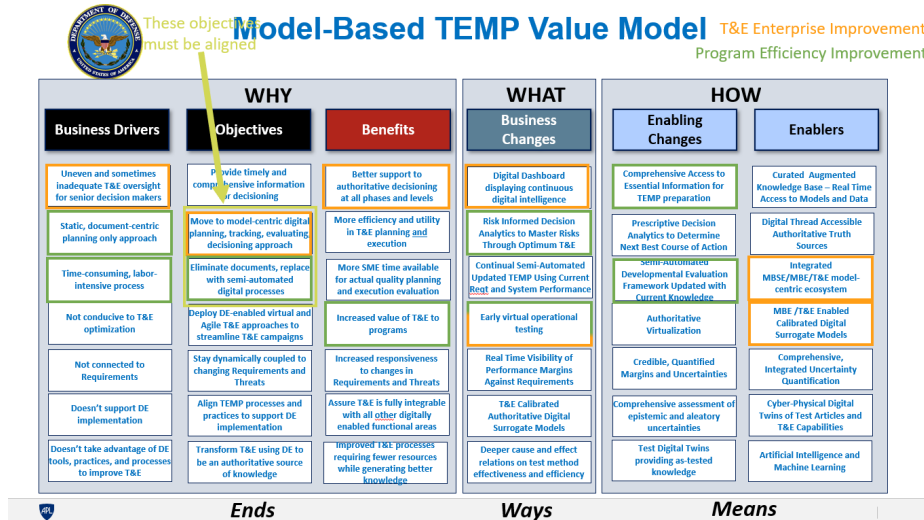 These objectives
must be aligned
Model-Based TEMP Value Model
T&E Enterprise Improvement
Program Efficiency Improvement
WHY
WHAT
HOW
Business Drivers
Objectives
Benefits
Business
Changes
Enabling
Changes
Enablers
Uneven and sometimes
inadequate T&E oversight
for senior decision makers
Provide timely and
comprehensive information
for decisioning
Better support to
authoritative decisioning
at all phases and levels
Digital Dashboard
displaying continuous
digital intelligence
Comprehensive Access to
Essential Information for
TEMP preparation
Curated Augmented
Knowledge Base – Real Time
Access to Models and Data
Static, document-centric
planning only approach
Move to model-centric digital
planning, tracking, evaluating,
decisioning approach
More efficiency and utility
in T&E planning and
execution
Risk Informed Decision
Analytics to Master Risks
Through Optimum T&E
Prescriptive Decision
Analytics to Determine
Next Best Course of Action
Digital Thread Accessible
Authoritative Truth
Sources
Time-consuming, labor-
intensive process
Eliminate documents, replace
with semi-automated
digital processes
More SME time available
for actual quality planning
and execution evaluation
Continual Semi-Automated
Updated TEMP Using Current
Reqt and System Performance
Semi-Automated
Developmental Evaluation
Framework Updated with
Current Knowledge
Integrated
MBSE/MBE/T&E model-
centric ecosystem
Not conducive to T&E
optimization
Deploy DE-enabled virtual and
Agile T&E approaches to
streamline T&E campaigns
Increased value of T&E to
programs
Early virtual operational
testing
Authoritative
Virtualization
MBE /T&E Enabled
Calibrated Digital
Surrogate Models
Not connected to
Requirements
Stay dynamically coupled to
changing Requirements and
Threats
Increased responsiveness
to changes in
Requirements and Threats
Real Time Visibility of
Performance Margins
Against Requirements
Credible, Quantified
Margins and Uncertainties
Comprehensive,
Integrated Uncertainty
Quantification
Doesn't support DE
implementation
Align TEMP processes and
practices to support DE
implementation
Assure T&E is fully integrated
with all other digitally
enabled functional areas
T&E Calibrated
Authoritative Digital
Surrogate Models
Comprehensive assessment of
epistemic and aleatory
uncertainties
Cyber-Physical Digital
Twins of Test Articles and
T&E Capabilities
Doesn't take advantage of DE
tools, practices, and processes
to improve T&E
Transform T&E using DE to
be an authoritative source
of knowledge
Improved T&E processes
requiring fewer resources
while generating better
knowledge
Deeper cause and effect
relations on test method
effectiveness and efficiency
Test Digital Twins
providing as-tested
knowledge
Artificial Intelligence and
Machine Learning
APL
Ends
Ways
Means
DEPARTMENT OF DEFENSE
UNITED STATES OF AMERICA